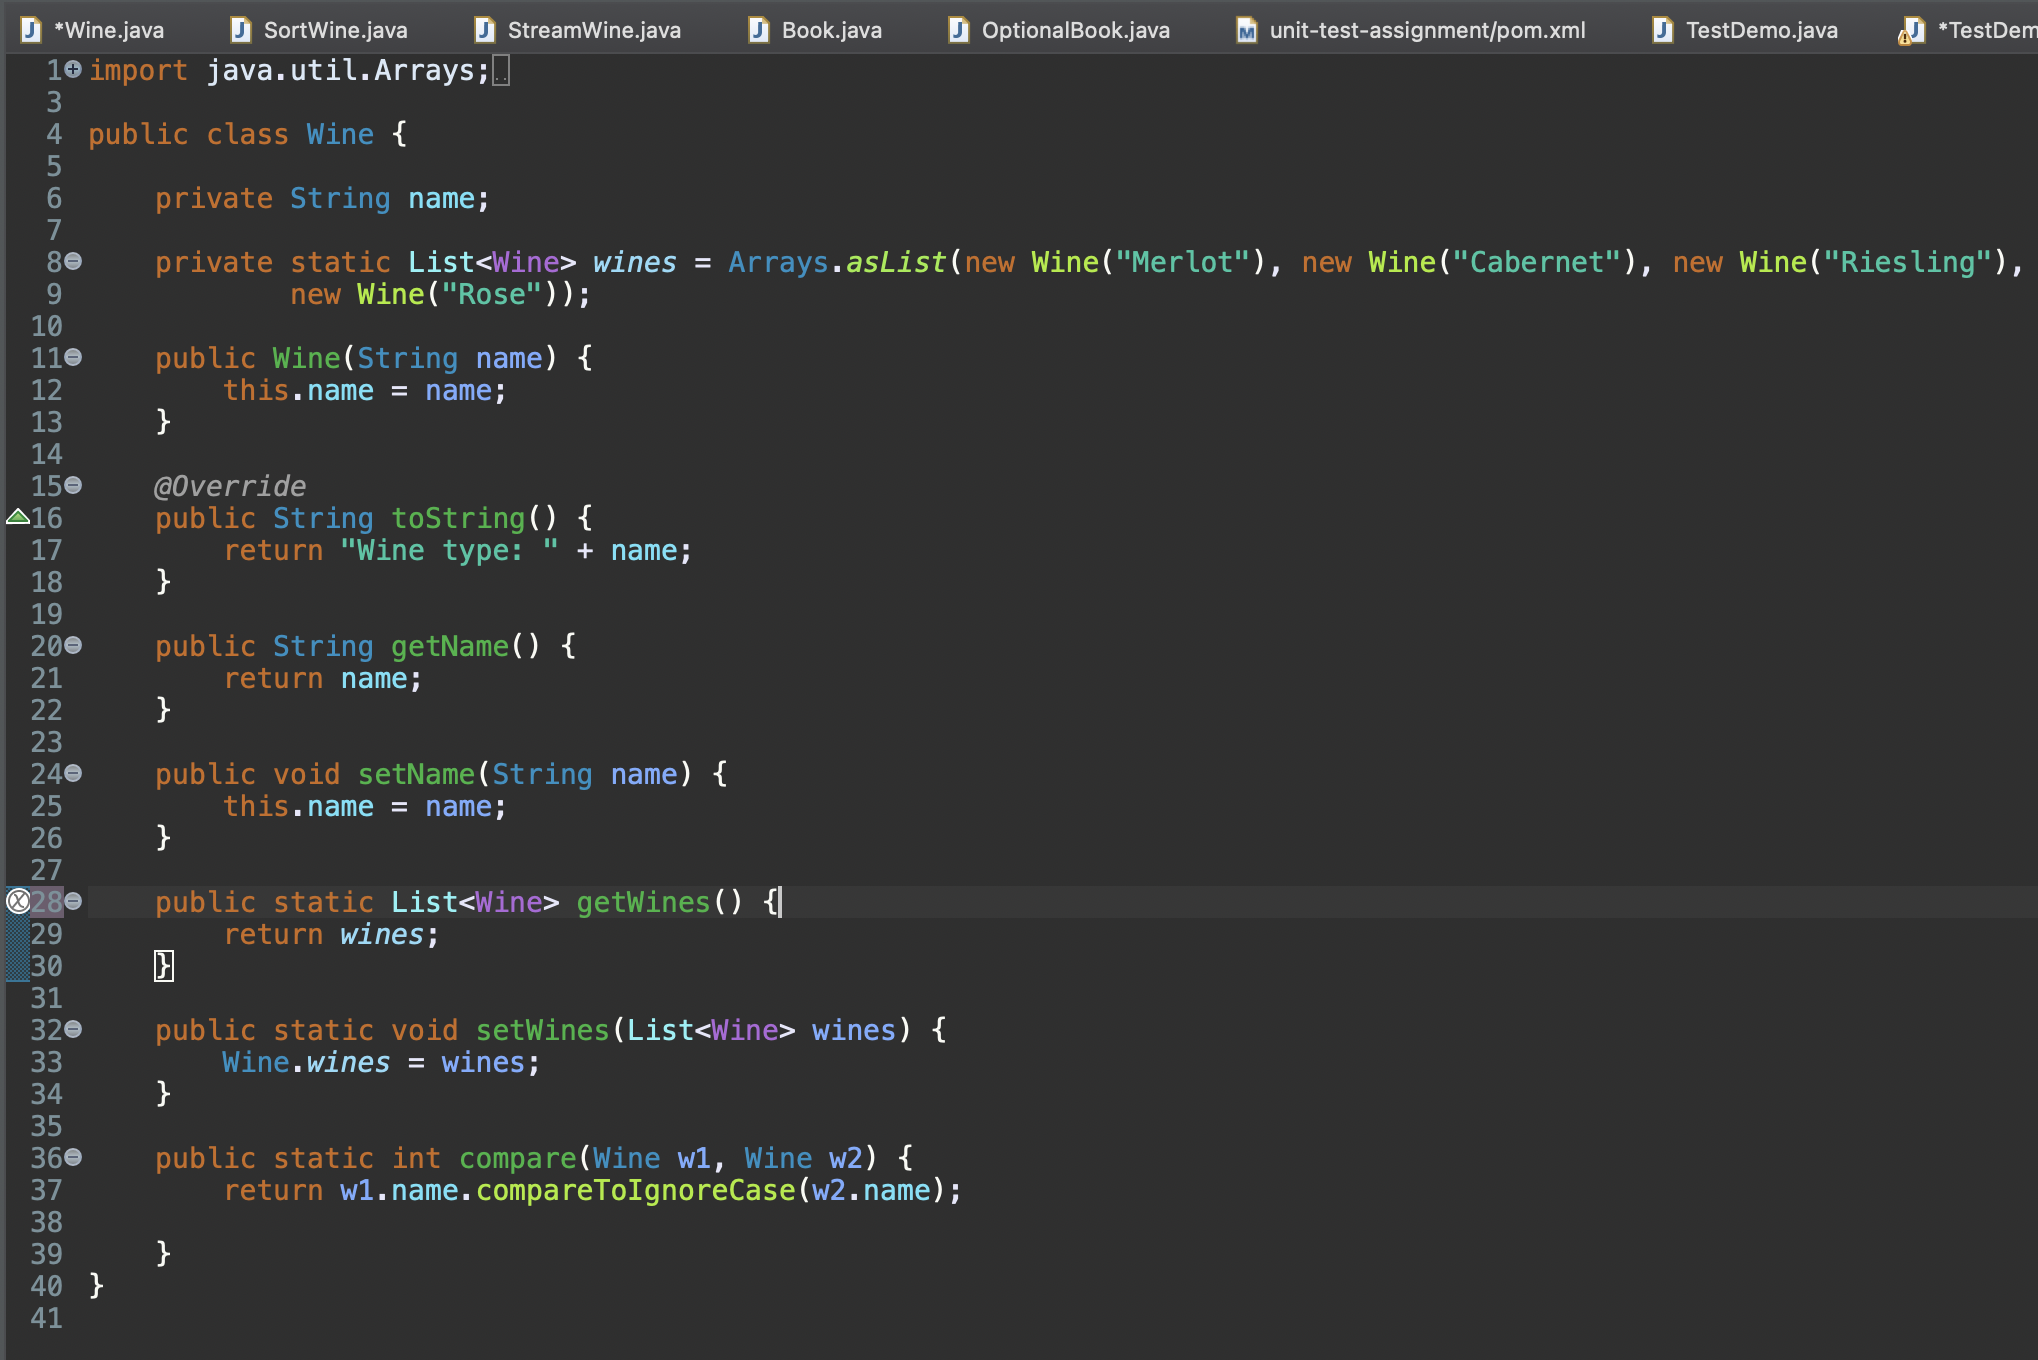 *Wine.java SortWine.java StreamWine.java Book.java OptionalBook.java unit-test-assignment/pom.xml TestDemo.java *TestDem
1 import java.util.Arrays;
3
4 public class Wine {
5
6 private String name;
7
8 private static List<Wine> wines = Arrays.asList(new Wine("Merlot"), new Wine("Cabernet"), new Wine("Riesling"),
9 new Wine("Rose"));
10
11 public Wine(String name) {
12 this.name = name;
13 }
14
15 @Override
16 public String toString() {
17 return "Wine type: " + name;
18 }
19
20 public String getName() {
21 return name;
22 }
23
24 public void setName(String name) {
25 this.name = name;
26 }
27
28 public static List<Wine> getWines() {
29 return wines;
30 }
31
32 public static void setWines(List<Wine> wines) {
33 Wine.wines = wines;
34 }
35
36 public static int compare(Wine w1, Wine w2) {
37 return w1.name.compareToIgnoreCase(w2.name);
38
39 }
40 }
41